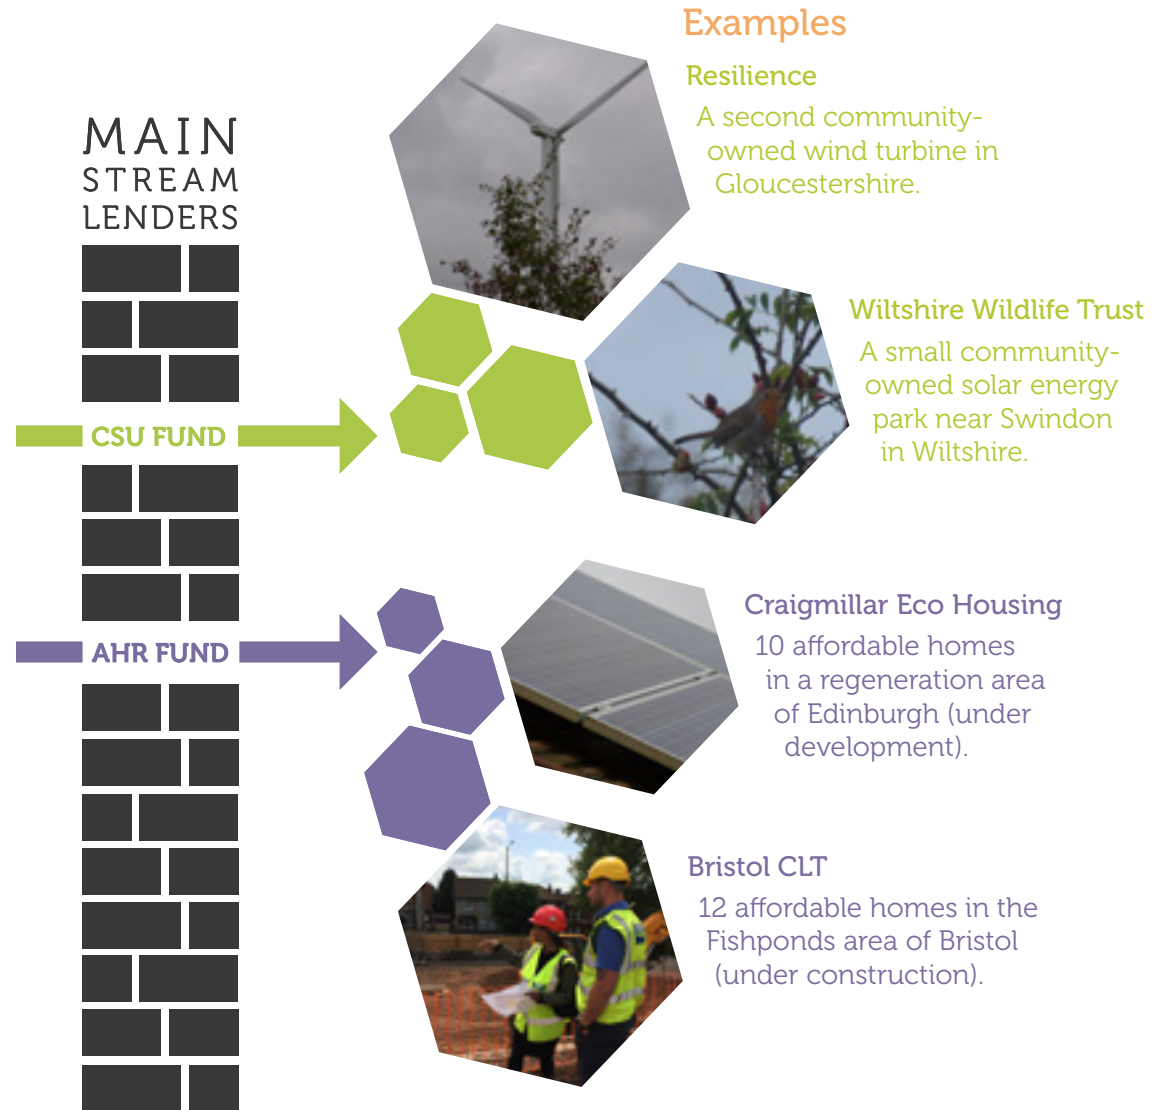 MAIN
STREAM
LENDERS
CSU FUND
AHR FUND
Examples
Resilience
A second community-
owned wind turbine in
Gloucestershire.
Wiltshire Wildlife Trust
A small community-
owned solar energy
park near Swindon
in Wiltshire.
Craigmillar Eco Housing
10 affordable homes
in a regeneration area
of Edinburgh (under
development).
Bristol CLT
12 affordable homes in the
Fishponds area of Bristol
(under construction).